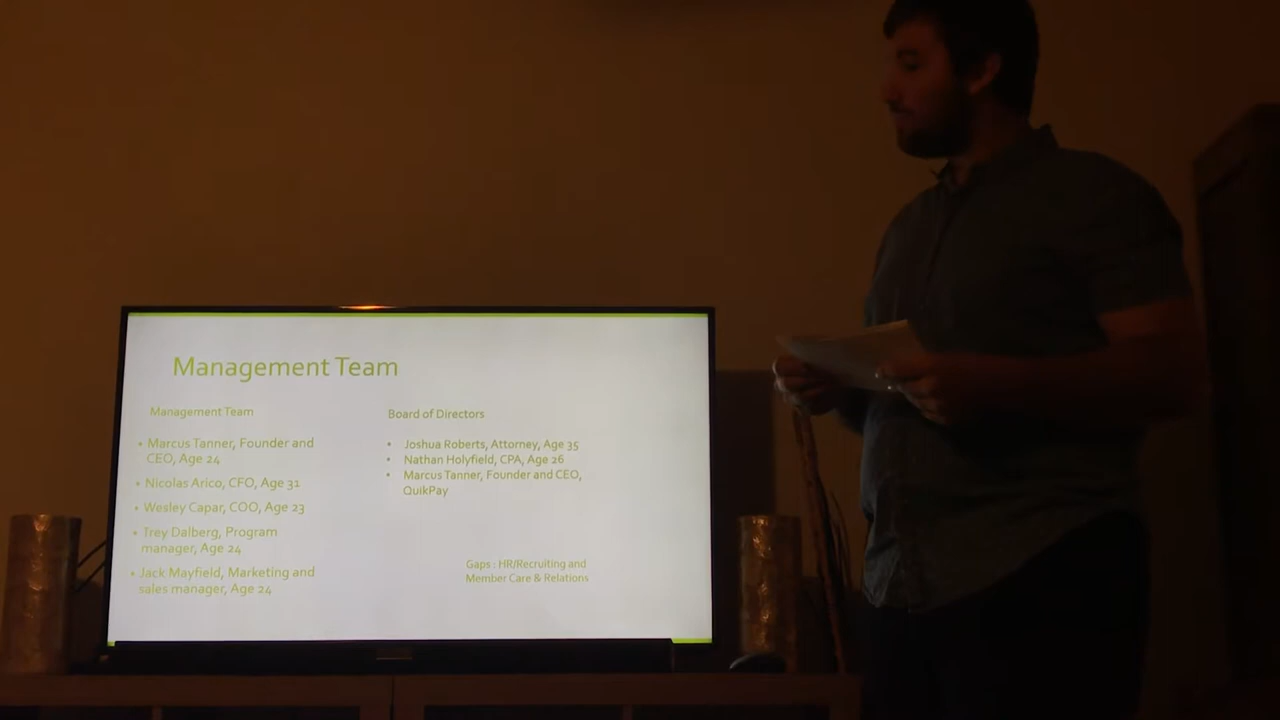 Management Team
Management Team
• Marcus Tanner, Founder and
CEO, Age 24
• Nicolas Arico, CFO, Age 31
• Wesley Capar, COO, Age 23
• Trey Dalberg, Program
manager, Age 24
• Jack Mayfield, Marketing and
sales manager, Age 24
Board of Directors
• Joshua Roberts, Attorney, Age 35
• Nathan Holyfield, CPA, Age 26
• Marcus Tanner, Founder and CEO,
QuikPay
Gaps : HR/Recruiting and
Member Care & Relations